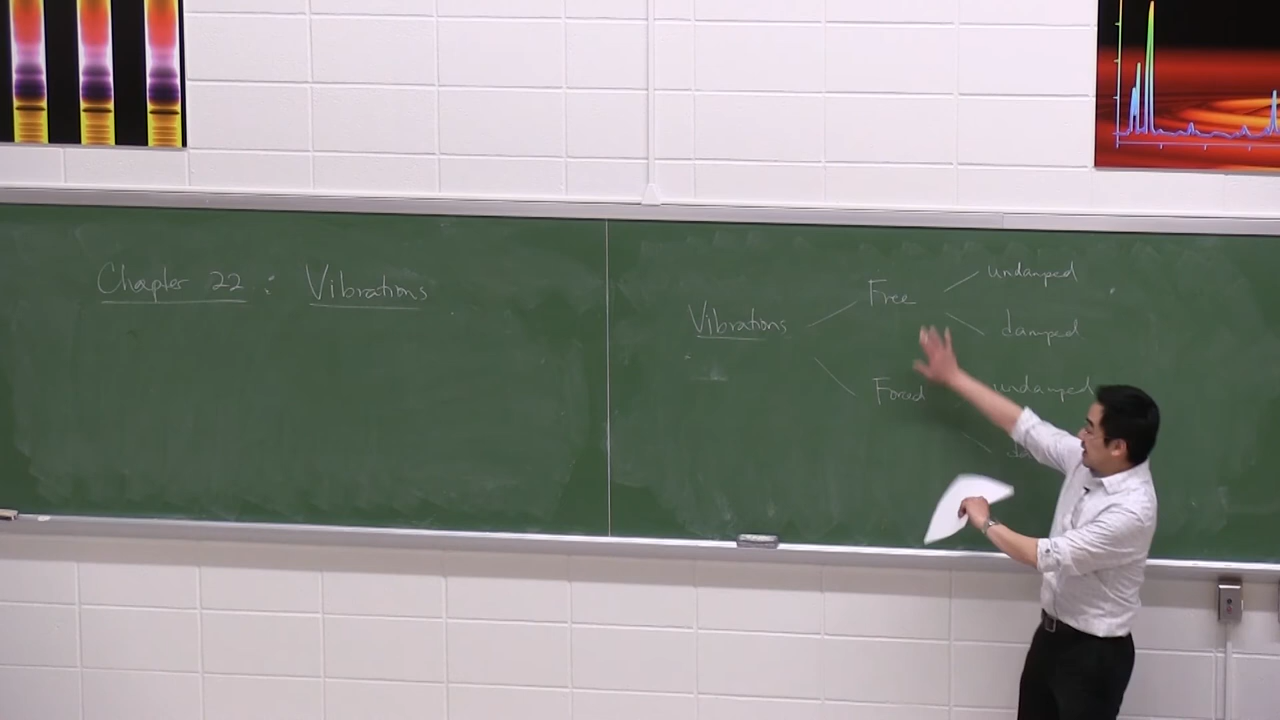 Chapter 22 : Vibrations
Vibrations
Free
undamped
damped
Forced
undamped